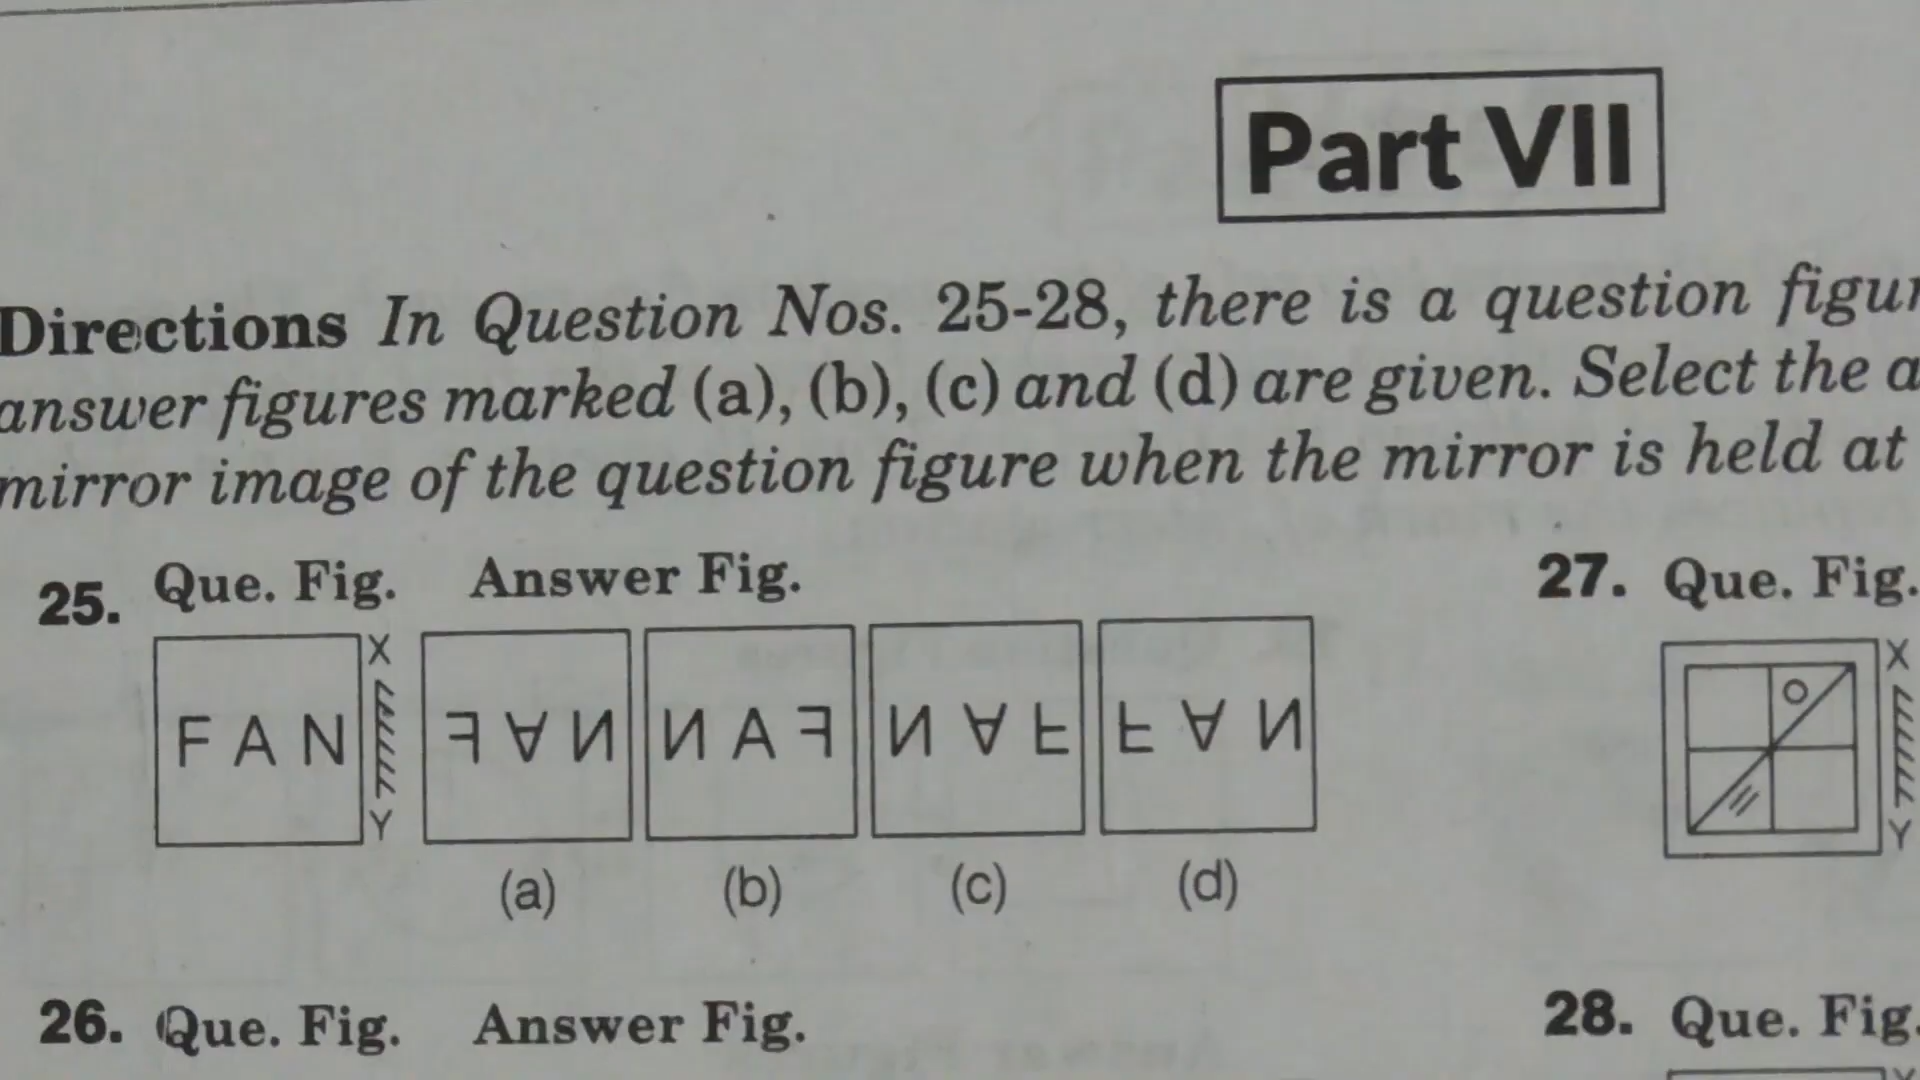 Part VII
Directions In Question Nos. 25-28, there is a question
answer figures marked (a), (b), (c) and (d) are given. Select the
mirror image of the question figure when the mirror is held at
25. Que. Fig. Answer Fig.
X
F A N
Y
(a) (b) (c) (d)
27. Que. Fig.
X
Y
26. Que. Fig. Answer Fig.
28. Que. Fig.